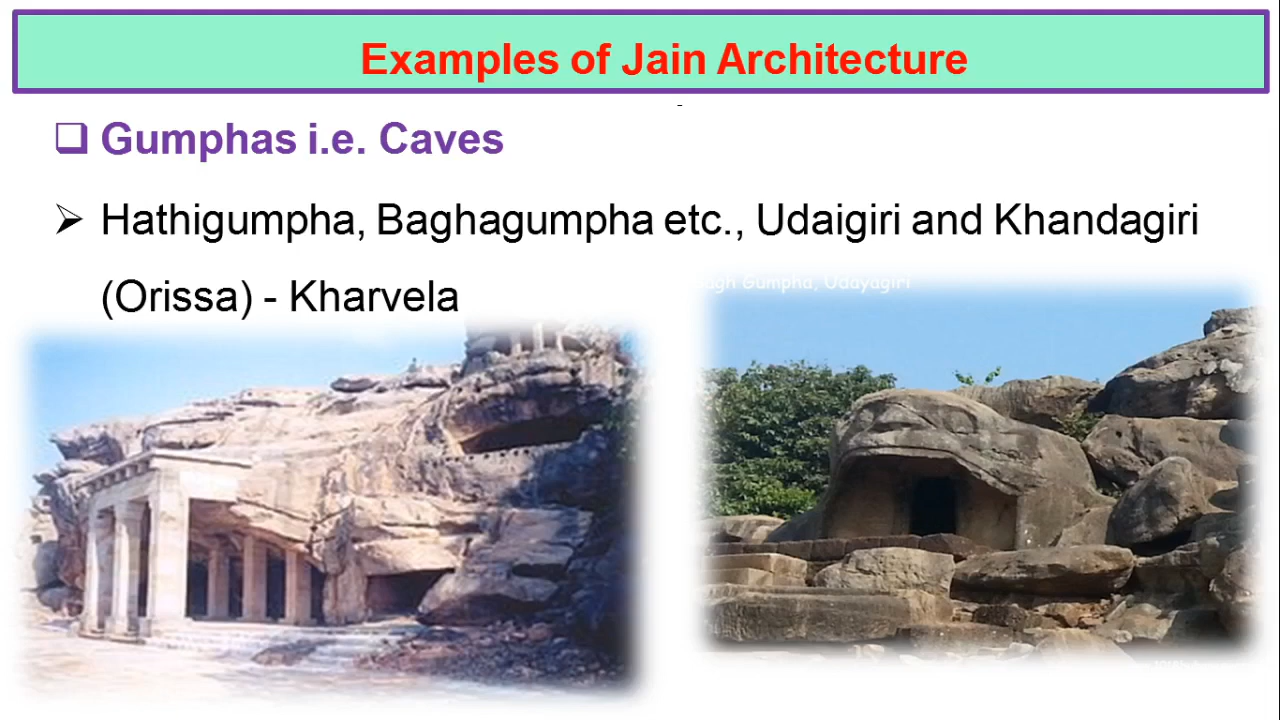 Examples of Jain Architecture
Gumphas i.e. Caves
Hathigumpha, Baghagumpha etc., Udaigiri and Khandagiri
(Orissa) - Kharvela
Gumpha, Udayagiri